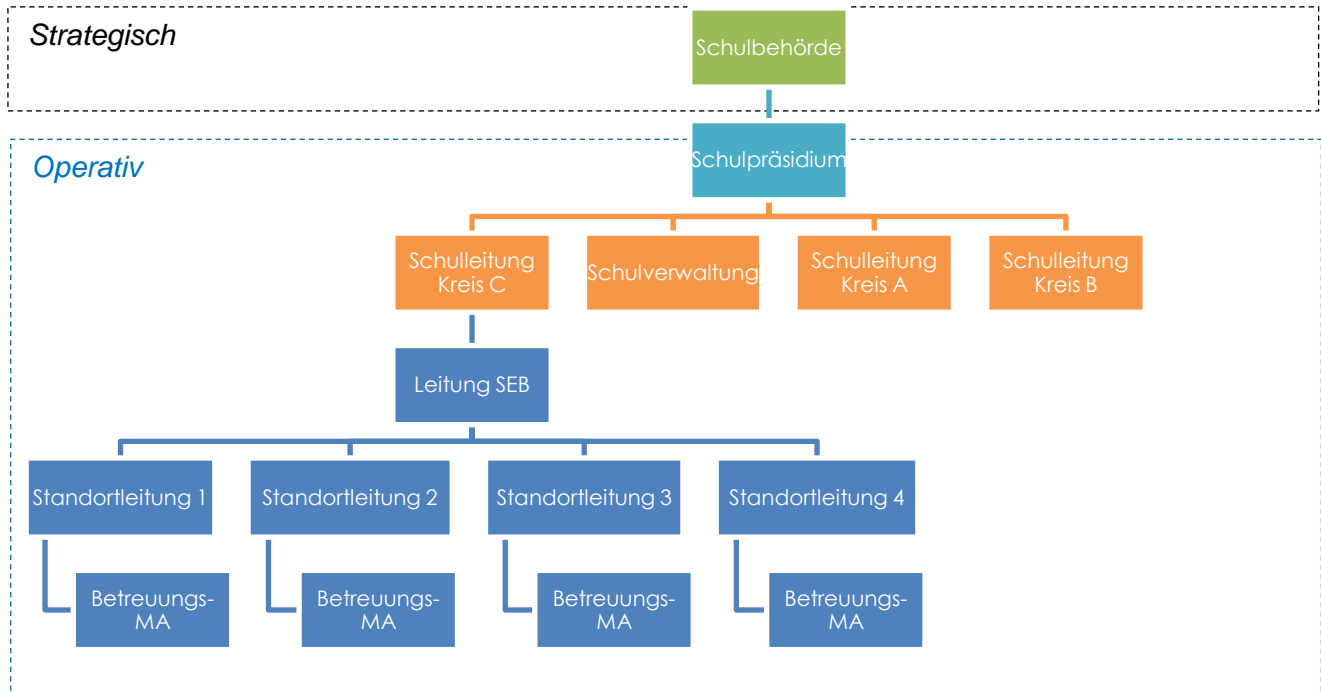 Strategisch
Schulbehörde
Operativ
Schulpräsidium
Schulleitung
Kreis C
Schulverwaltung
Schulleitung
Kreis A
Schulleitung
Kreis B
Leitung SEB
Standortleitung 1
Standortleitung 2
Standortleitung 3
Standortleitung 4
Betreuungs-
MA
Betreuungs-
MA
Betreuungs-
MA
Betreuungs-
MA